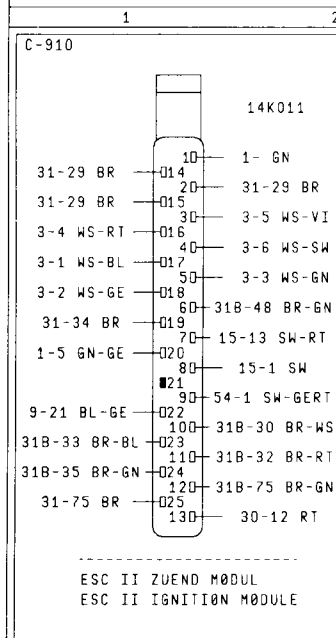 1
2
C-910
14K011
1 1- GN
31-29 BR 14
2 31-29 BR
31-29 BR 15
3 3-5 WS-VI
3-4 WS-RT 16
4 3-6 WS-SW
3-1 WS-BL 17
5 3-3 WS-GN
3-2 WS-GE 18
6 31B-48 BR-GN
31-34 BR 19
7 15-13 SW-RT
1-5 GN-GE 20
8 15-1 SW
21
9 54-1 SW-GERT
9-21 BL-GE 22
10 31B-30 BR-WS
31B-33 BR-BL 23
11 31B-32 BR-RT
31B-35 BR-GN 24
12 31B-75 BR-GN
31-75 BR 25
13 30-12 RT
ESC II ZUEND MØDUL
ESC II IGNITIØN MØDULE